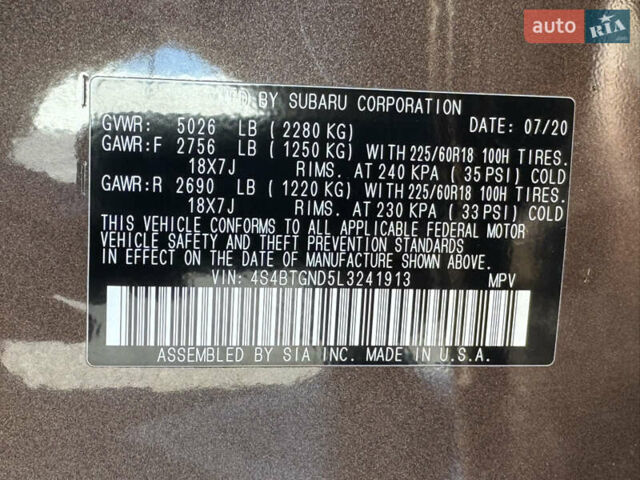 auto RIA
MFD BY SUBARU CORPORATION
GVWR: 5026 LB (2280 KG) DATE: 07/20
GAWR:F 2756 LB (1250 KG) WITH 225/60R18 100H TIRES.
18X7J RIMS. AT 240 KPA (35 PSI) COLD
GAWR:R 2690 LB (1220 KG) WITH 225/60R18 100H TIRES.
18X7J RIMS. AT 230 KPA (33 PSI) COLD
THIS VEHICLE CONFORMS TO ALL APPLICABLE FEDERAL MOTOR
VEHICLE SAFETY AND THEFT PREVENTION STANDARDS
IN EFFECT ON THE DATE OF MANUFACTURE SHOWN ABOVE.
VIN: 4S4BTGND5L3241913 MPV
ASSEMBLED BY SIA INC. MADE IN U.S.A.